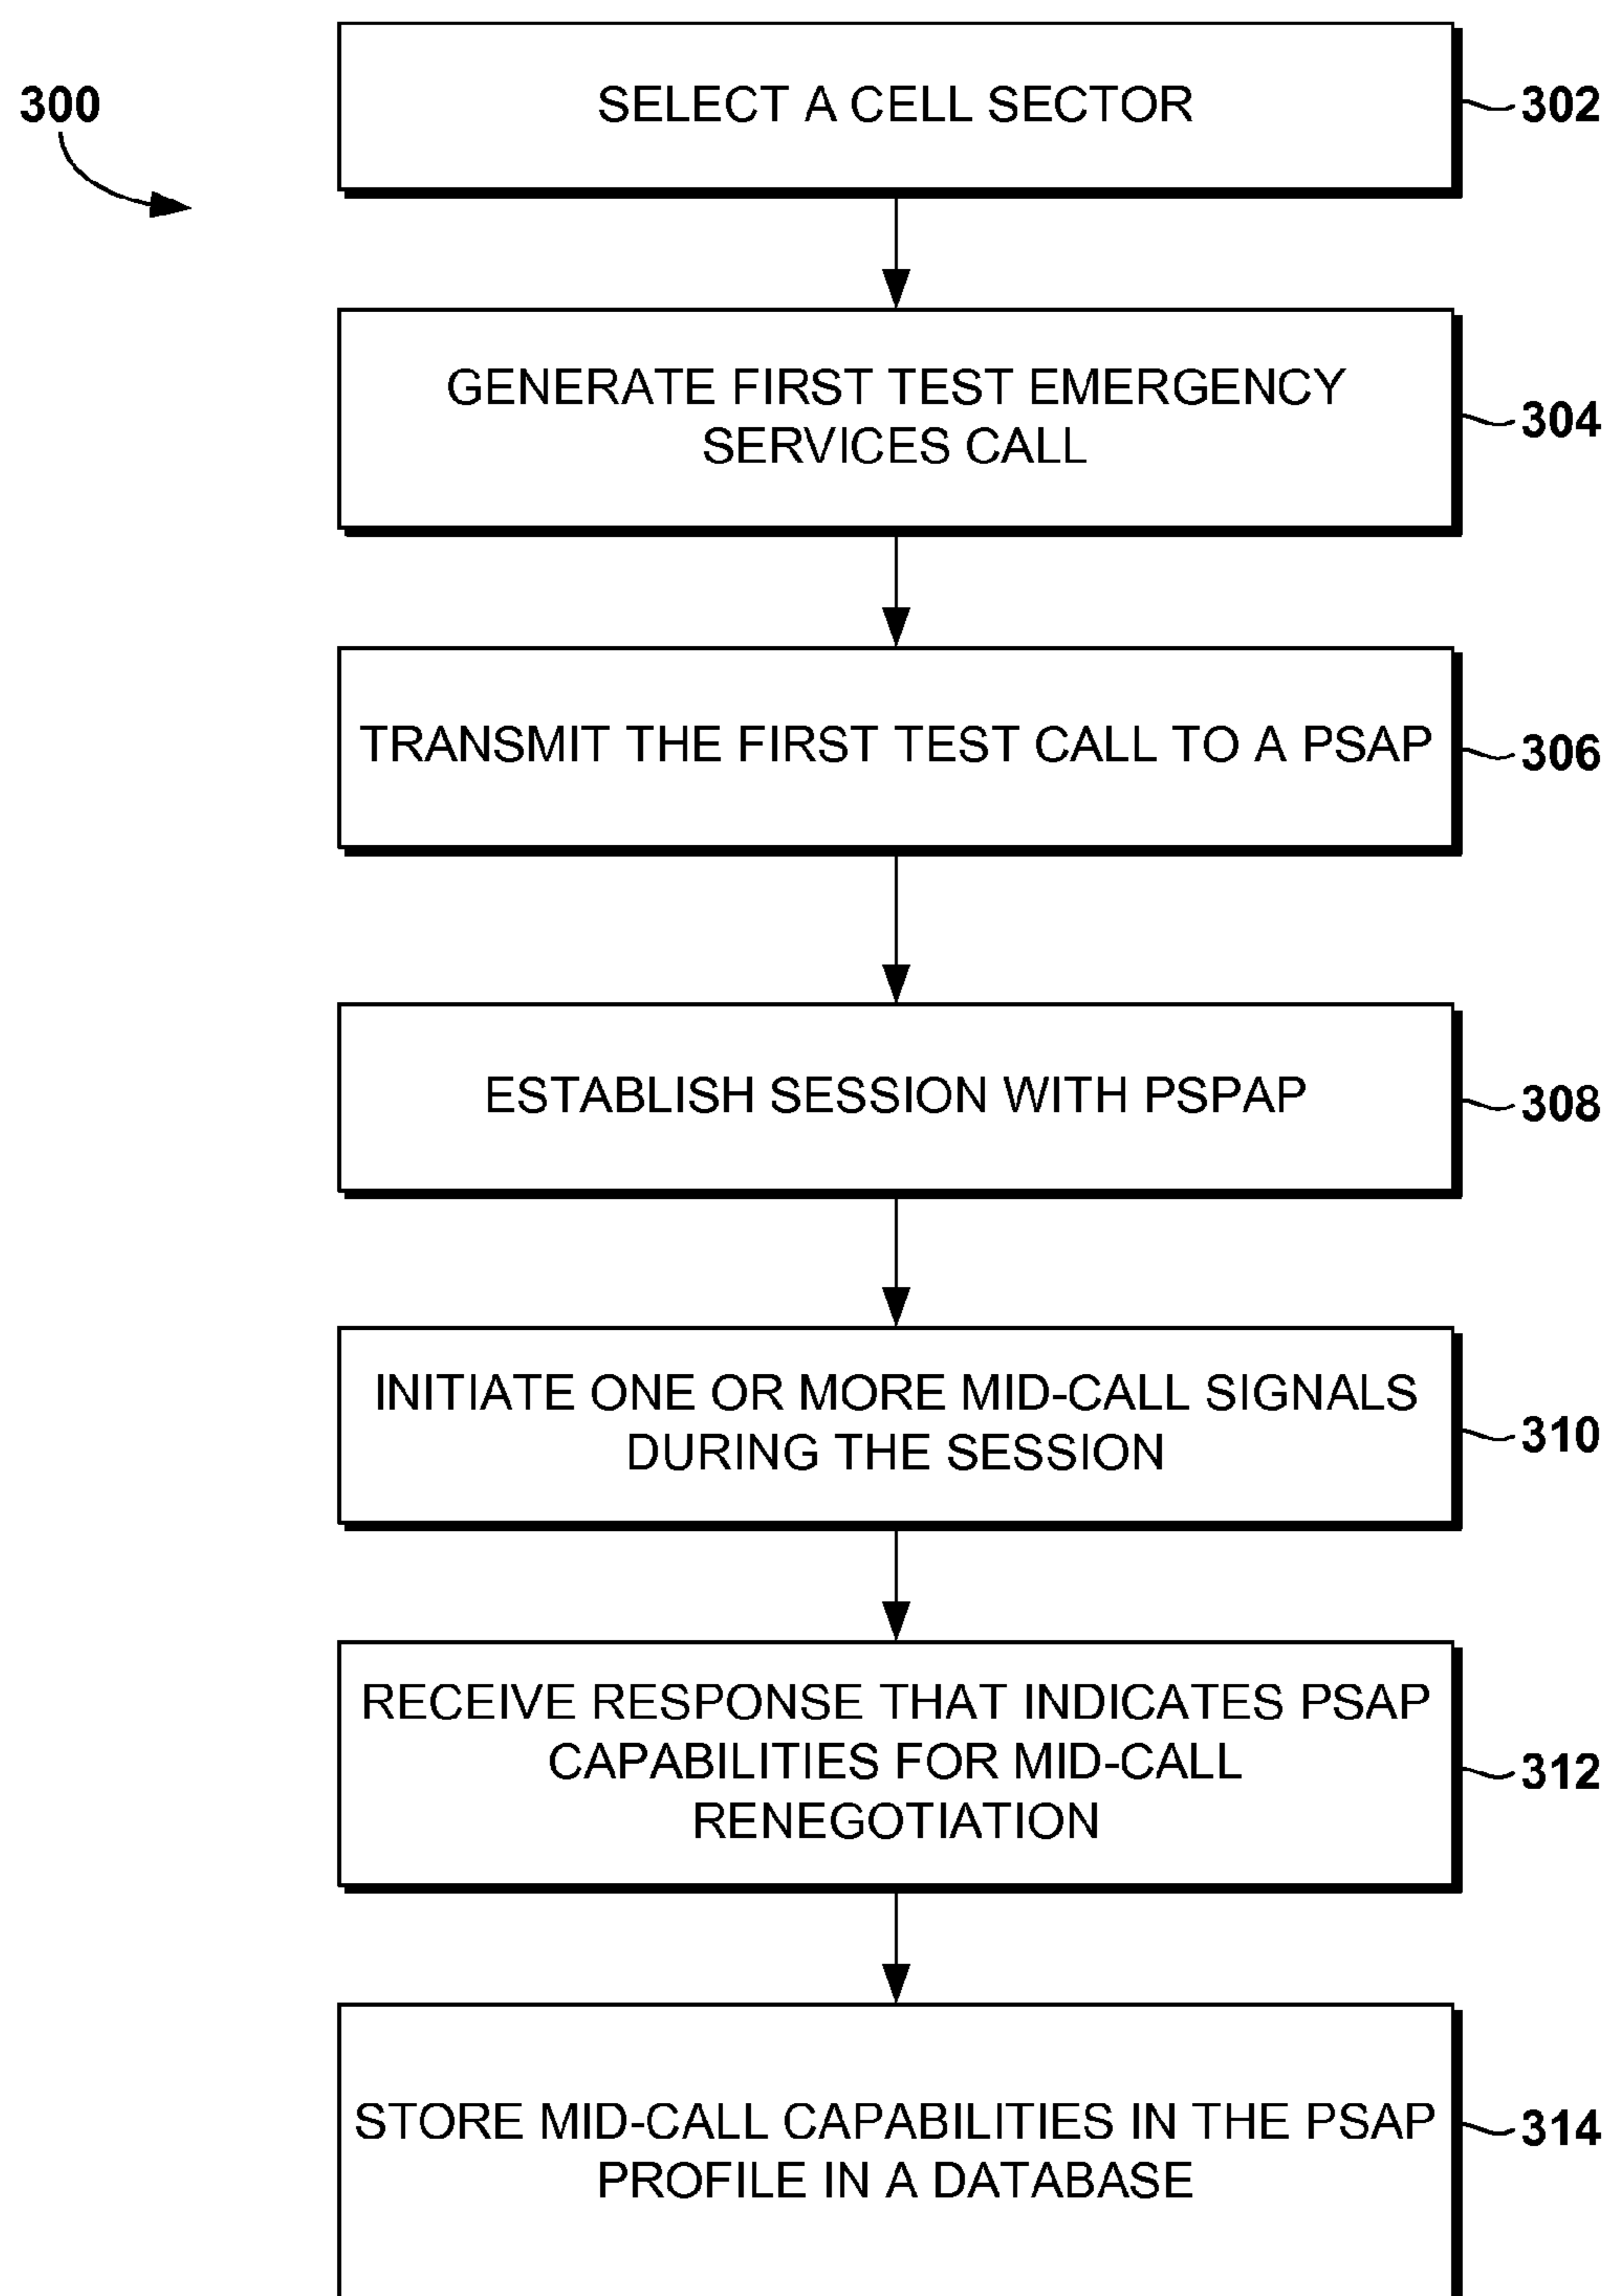 300
SELECT A CELL SECTOR
302
GENERATE FIRST TEST EMERGENCY
SERVICES CALL
304
TRANSMIT THE FIRST TEST CALL TO A PSAP
306
ESTABLISH SESSION WITH PSPAP
308
INITIATE ONE OR MORE MID-CALL SIGNALS
DURING THE SESSION
310
RECEIVE RESPONSE THAT INDICATES PSAP
CAPABILITIES FOR MID-CALL
RENEGOTIATION
312
STORE MID-CALL CAPABILITIES IN THE PSAP
PROFILE IN A DATABASE
314